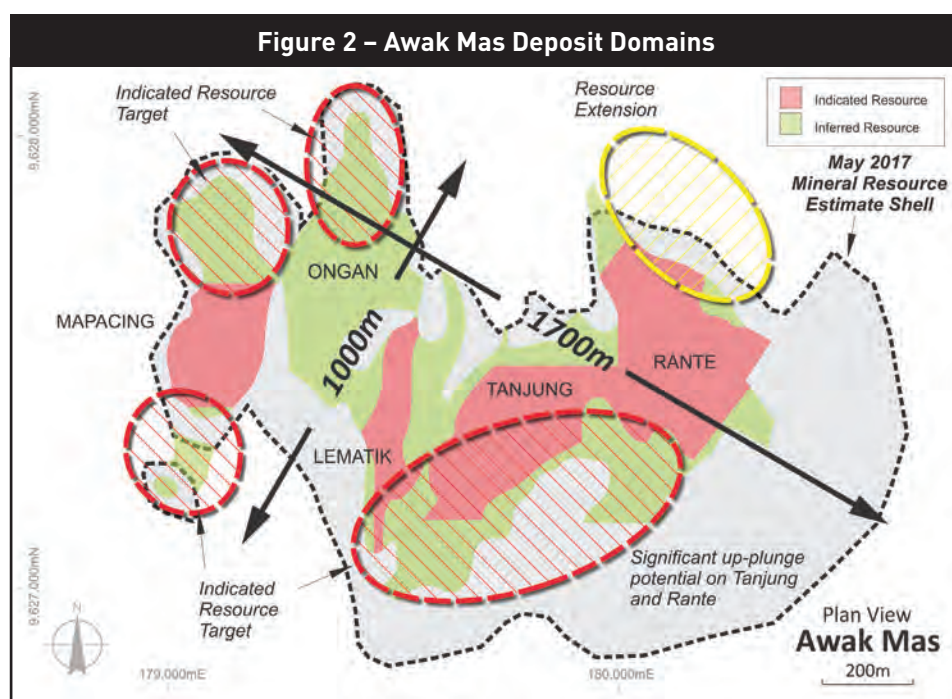 Figure 2 – Awak Mas Deposit Domains
Indicated Resource
Target
Resource
Extension
Indicated Resource
Inferred Resource
May 2017
Mineral Resource
Estimate Shell
9,628,000mN
ONGAN
MAPACING
1000m
1700m
RANTE
TANJUNG
LEMATIK
Significant up-plunge
potential on Tanjung
and Rante
Indicated
Resource
Target
9,627,000mN
N
Plan View
Awak Mas
200m
179,000mE
180,000mE